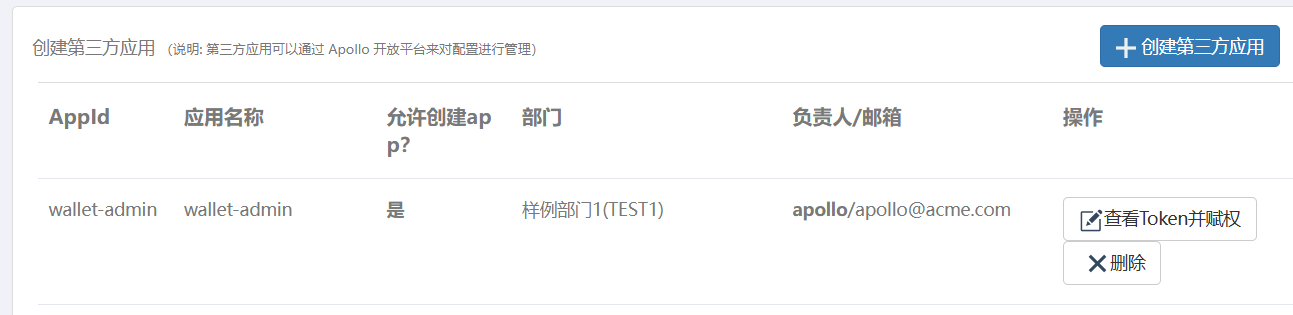 创建第三方应用 (说明: 第三方应用可以通过 Apollo 开放平台来对配置进行管理)
创建第三方应用
AppId 应用名称 允许创建app? 部门 负责人/邮箱 操作
wallet-admin wallet-admin 是 样例部门1(TEST1) apollo/apollo@acme.com 查看Token并赋权
删除